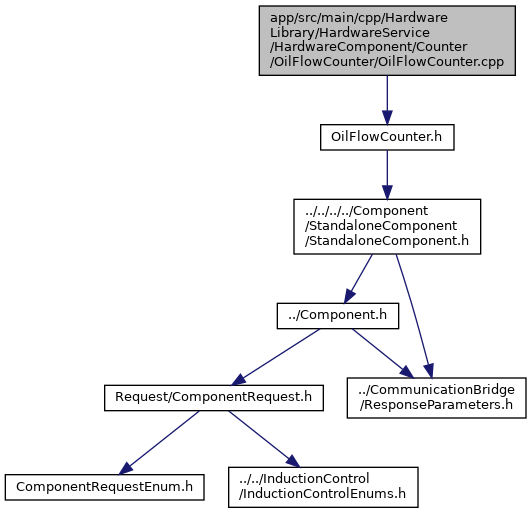 app/src/main/cpp/Hardware
Library/HardwareService
/HardwareComponent/Counter
/OilFlowCounter/OilFlowCounter.cpp
OilFlowCounter.h
../../../../Component
/StandaloneComponent
/StandaloneComponent.h
../Component.h
Request/ComponentRequest.h
../CommunicationBridge
/ResponseParameters.h
ComponentRequestEnum.h
../../InductionControl
/InductionControlEnums.h